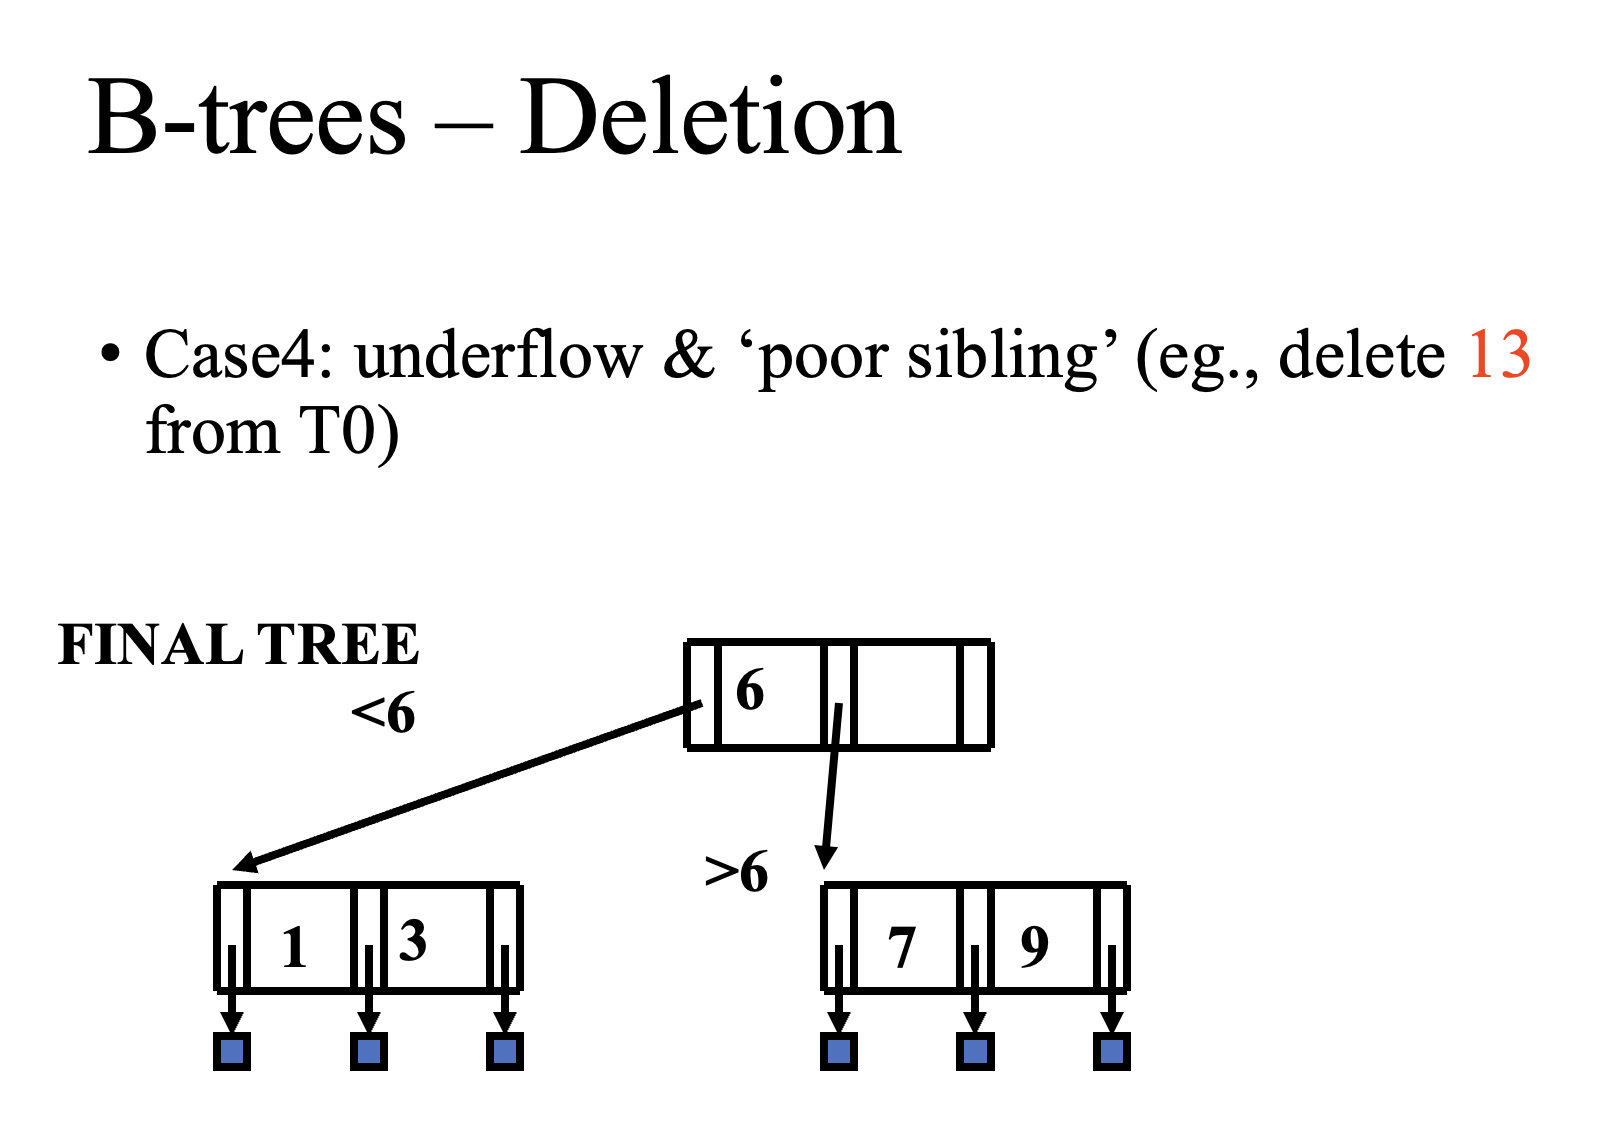 B-trees – Deletion
• Case4: underflow & ‘poor sibling’ (eg., delete 13
from T0)
FINAL TREE
<6
6
>6
1 3
7 9